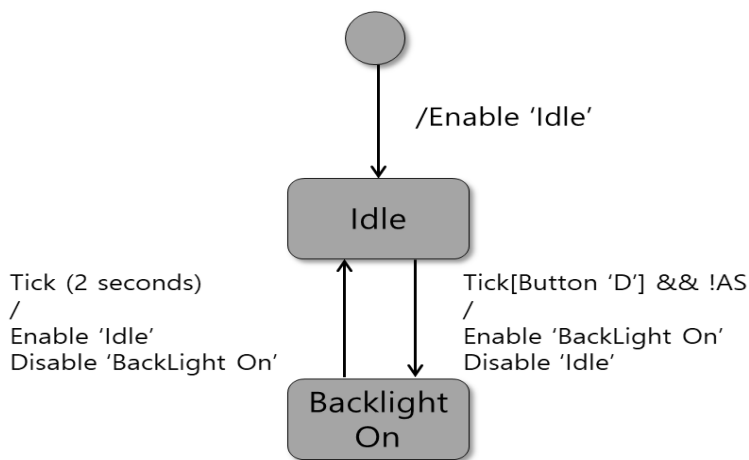 /Enable ‘Idle’
Idle
Tick (2 seconds)
/
Enable ‘Idle’
Disable ‘BackLight On’
Tick[Button ‘D’] && !AS
/
Enable ‘BackLight On’
Disable ‘Idle’
Backlight
On